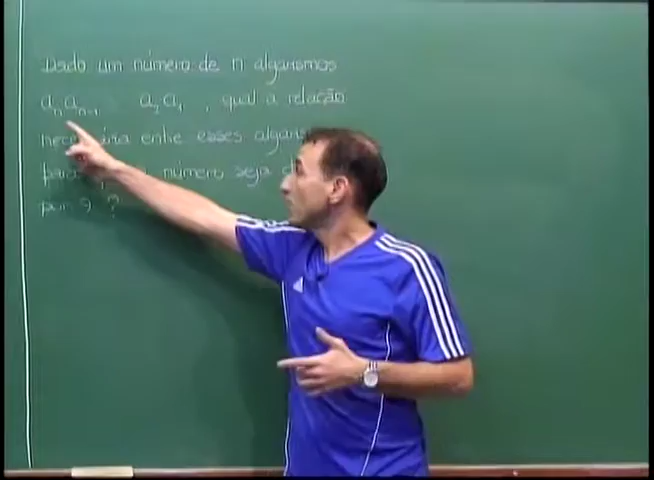 Dado um número de n algarismos
aₙaₙ₋₁ a₂a₁, qual a relação
entre esses
número seja
por 9 ?